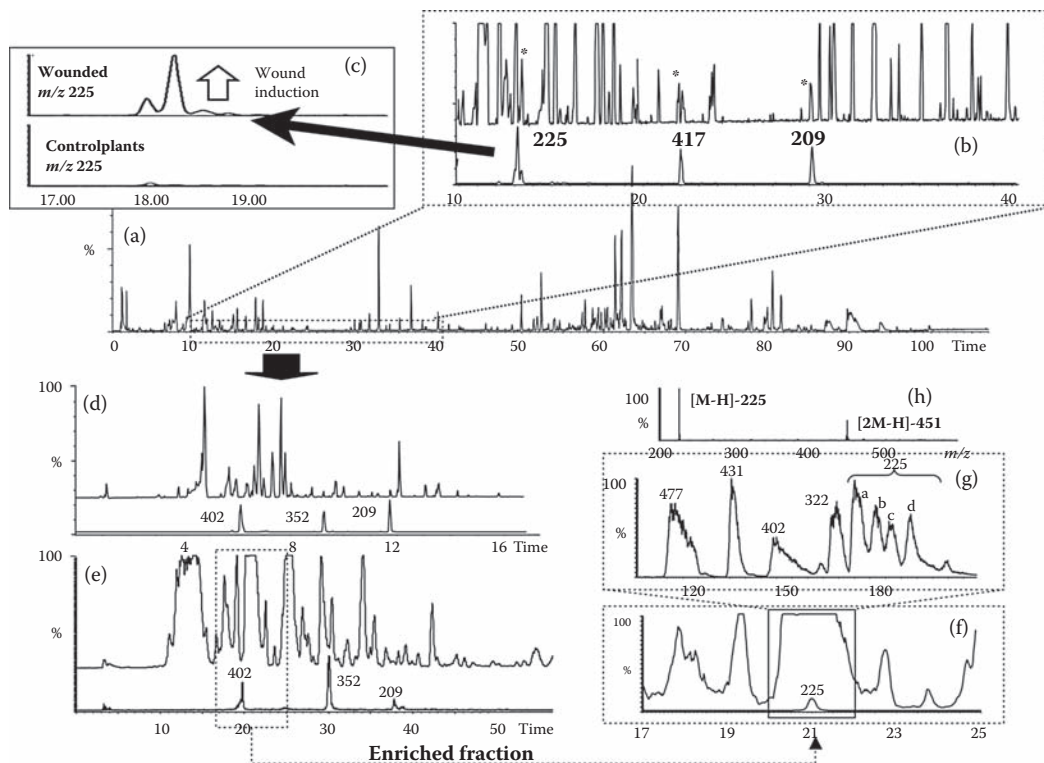 (c)
Wounded
m/z 225
Wound
induction
Controlplants
m/z 225
17.00 18.00 19.00
* * *
225 417 209
(b)
10 20 30 40
(a)
%
0 10 20 30 40 50 60 70 80 90 100 Time
(d)
100
%
402 352 209
4 8 12 16 Time
(e)
100
%
402 352 209
10 20 30 40 50 Time
Enriched fraction
(h)
100
%
[M-H]-225
[2M-H]-451
200 300 400 500 m/z
(g)
100
%
477 431 402 322 225
a b c d
120 150 180
(f)
100
%
225
17 19 21 23 25